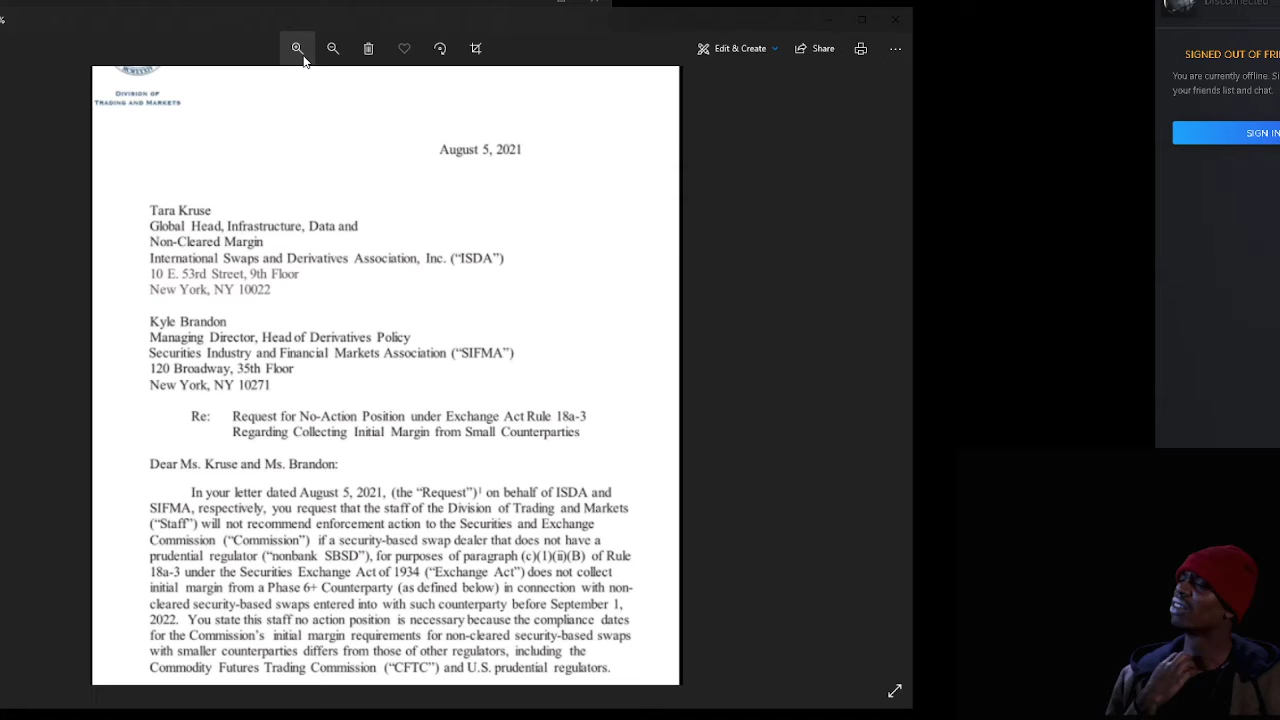 Disconnected
Edit & Create
Share
SIGNED OUT OF FRI
You are currently offline. S
your friends list and chat.
SIGN IN
DIVISION OF
TRADING AND MARKETS
August 5, 2021
Tara Kruse
Global Head, Infrastructure, Data and
Non-Cleared Margin
International Swaps and Derivatives Association, Inc. (“ISDA”)
10 E. 53rd Street, 9th Floor
New York, NY 10022
Kyle Brandon
Managing Director, Head of Derivatives Policy
Securities Industry and Financial Markets Association (“SIFMA”)
120 Broadway, 35th Floor
New York, NY 10271
Re: Request for No-Action Position under Exchange Act Rule 18a-3
Regarding Collecting Initial Margin from Small Counterparties
Dear Ms. Kruse and Ms. Brandon:
In your letter dated August 5, 2021, (the “Request”)¹ on behalf of ISDA and
SIFMA, respectively, you request that the staff of the Division of Trading and Markets
(“Staff”) will not recommend enforcement action to the Securities and Exchange
Commission (“Commission”) if a security-based swap dealer that does not have a
prudential regulator (“nonbank SBSD”), for purposes of paragraph (c)(1)(ii)(B) of Rule
18a-3 under the Securities Exchange Act of 1934 (“Exchange Act”) does not collect
initial margin from a Phase 6+ Counterparty (as defined below) in connection with non-
cleared security-based swaps entered into with such counterparty before September 1,
2022. You state this staff no action position is necessary because the compliance dates
for the Commission’s initial margin requirements for non-cleared security-based swaps
with smaller counterparties differs from those of other regulators, including the
Commodity Futures Trading Commission (“CFTC”) and U.S. prudential regulators.